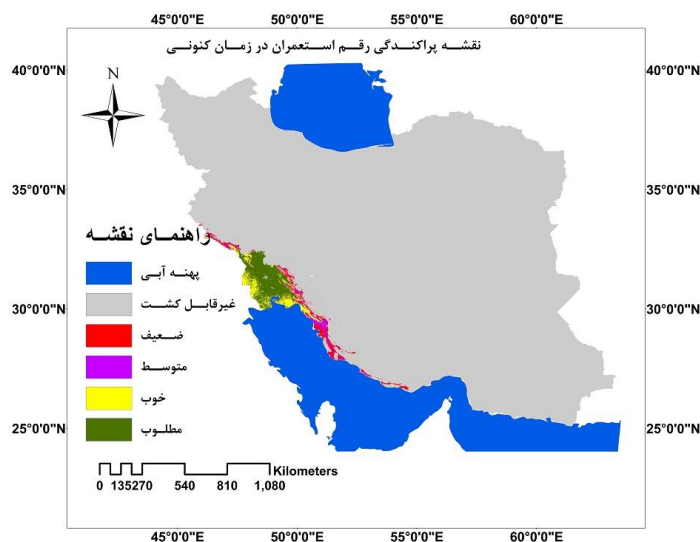 45°0'0"E 50°0'0"E 55°0'0"E 60°0'0"E
نقشه پراکندگی رقم استعمران در زمان کنونی
40°0'0"N 40°0'0"N
N
35°0'0"N 35°0'0"N
راهنمای نقشه
پهنه آبی
غیرقابل کشت
30°0'0"N 30°0'0"N
ضعیف
متوسط
خوب
مطلوب
25°0'0"N 25°0'0"N
Kilometers
0 135270 540 810 1,080
45°0'0"E 50°0'0"E 55°0'0"E 60°0'0"E